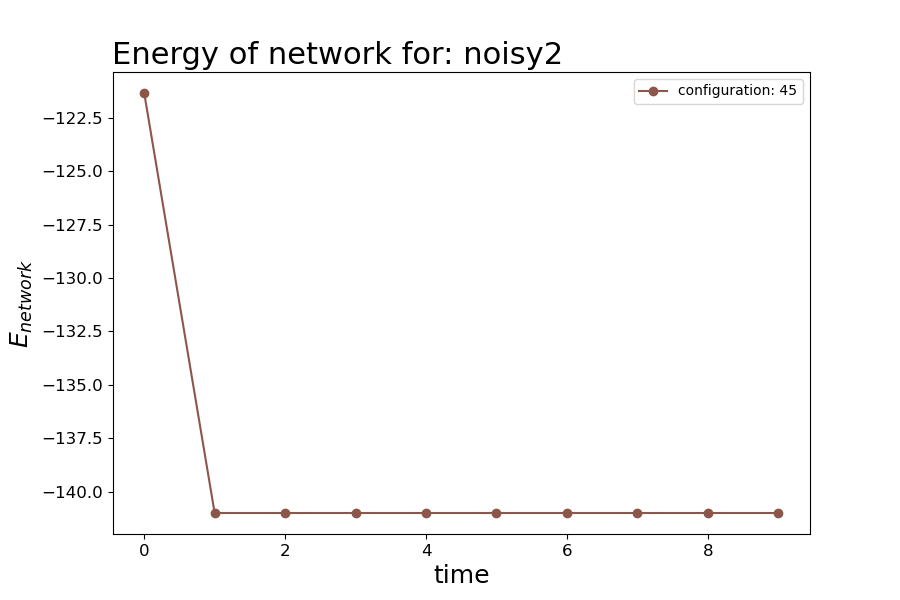 Energy of network for: noisy2
configuration: 45
−122.5
−125.0
−127.5
−130.0
−132.5
−135.0
−137.5
−140.0
E_network
0 2 4 6 8
time